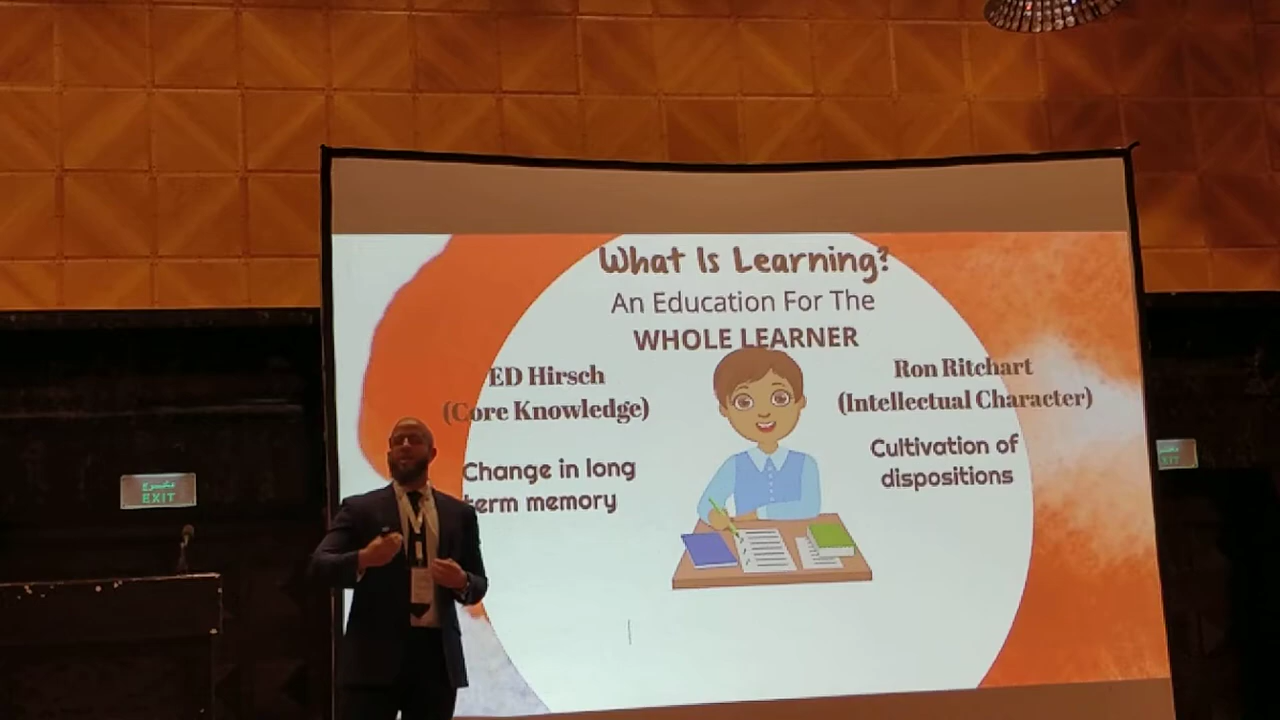 What Is Learning?
An Education For The
WHOLE LEARNER
ED Hirsch
(Core Knowledge)
Change in long
term memory
Ron Ritchart
(Intellectual Character)
Cultivation of
dispositions
مخرج
EXIT
EXIT